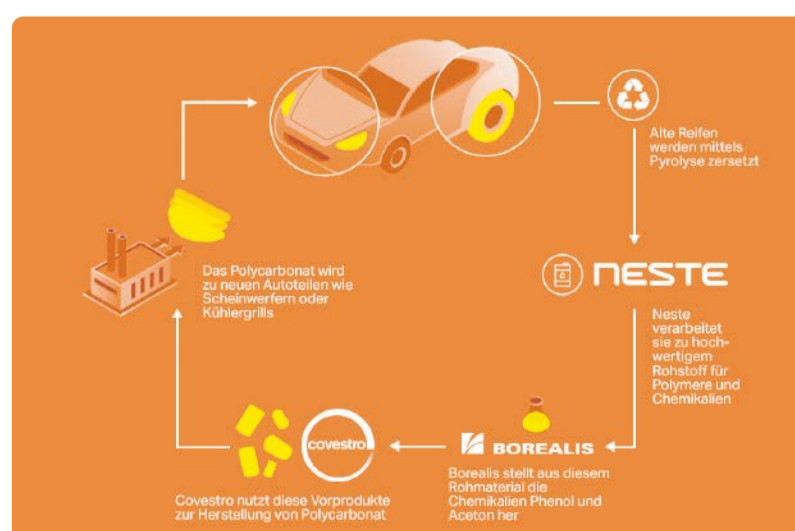 Alte Reifen
werden mittels
Pyrolyse zersetzt
NESTE
Neste
verarbeitet
sie zu hoch-
wertigem
Rohstoff für
Polymere und
Chemikalien
BOREALIS
Borealis stellt aus diesem
Rohmaterial die
Chemikalien Phenol und
Aceton her
covestro
Covestro nutzt diese Vorprodukte
zur Herstellung von Polycarbonat
Das Polycarbonat wird
zu neuen Autoteilen wie
Scheinwerfern oder
Kühlergrills